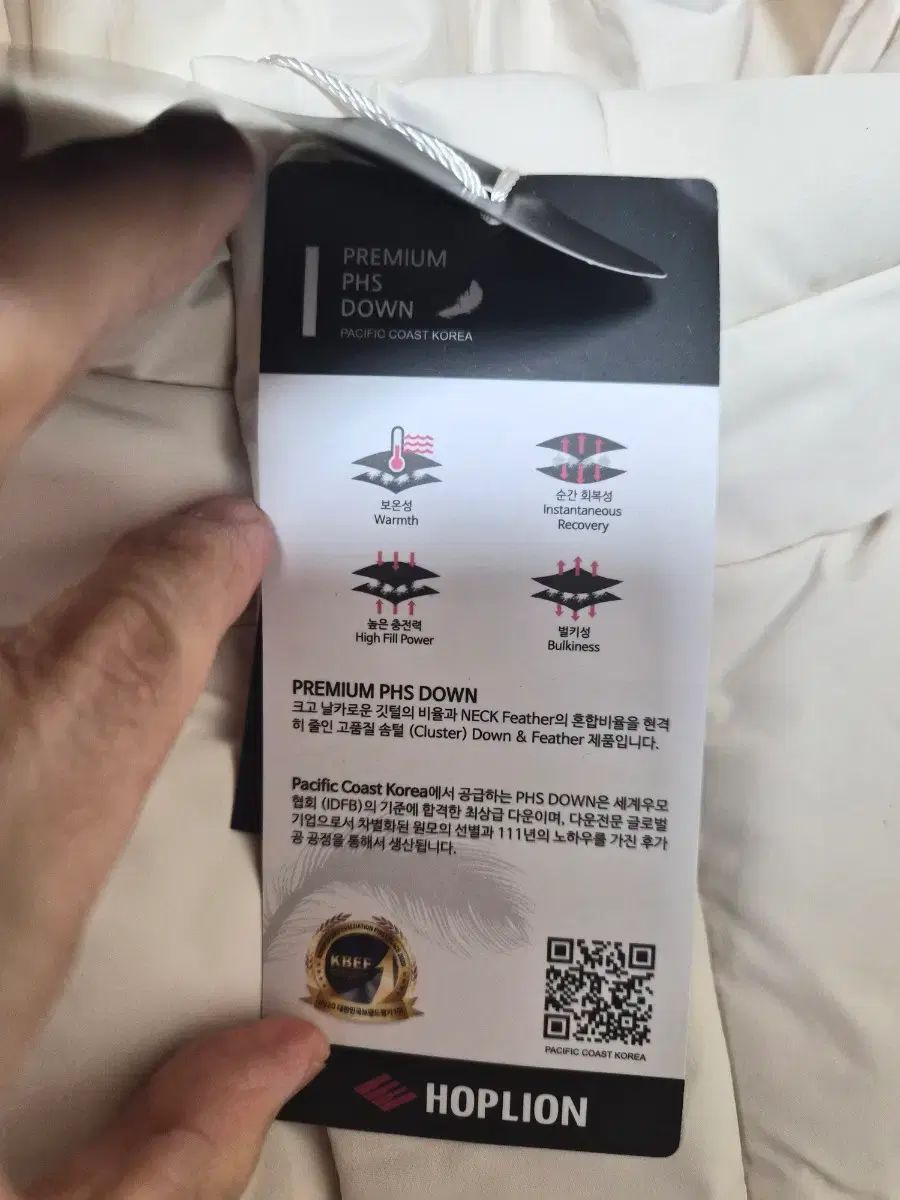 PREMIUM
PHS
DOWN
PACIFIC COAST KOREA
보온성
Warmth
순간 회복성
Instantaneous
Recovery
높은 충전력
High Fill Power
벌키성
Bulkiness
PREMIUM PHS DOWN
크고 날카로운 깃털의 비율과 NECK Feather의 혼합비율을 현격
히 줄인 고품질 솜털 (Cluster) Down & Feather 제품입니다.
Pacific Coast Korea에서 공급하는 PHS DOWN은 세계우모
협회 (IDFB)의 기준에 합격한 최상급 다운이며, 다운전문 글로벌
기업으로서 차별화된 원모의 선별과 111년의 노하우를 가진 후가
공 공정을 통해서 생산됩니다.
KBEF
1
PACIFIC COAST KOREA
HOPLION